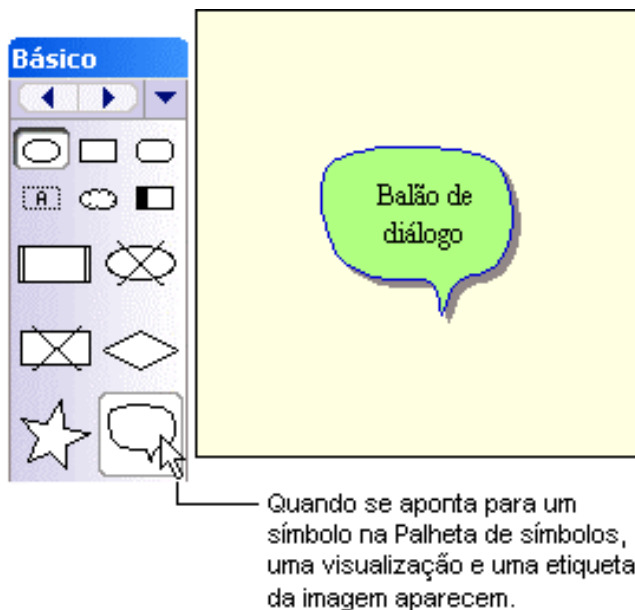 Básico
A
Balão de
diálogo
Quando se aponta para um
símbolo na Palheta de símbolos,
uma visualização e uma etiqueta
da imagem aparecem.